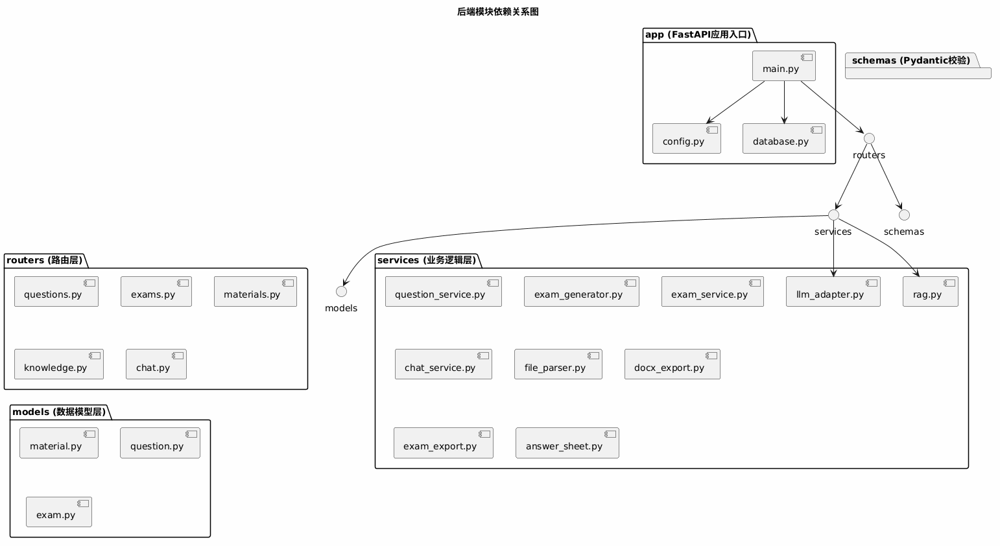 后端模块依赖关系图
app (FastAPI应用入口)
main.py
schemas (Pydantic校验)
config.py
database.py
routers
services
schemas
routers (路由层)
questions.py
exams.py
materials.py
knowledge.py
chat.py
models
services (业务逻辑层)
question_service.py
exam_generator.py
exam_service.py
llm_adapter.py
rag.py
chat_service.py
file_parser.py
docx_export.py
exam_export.py
answer_sheet.py
models (数据模型层)
material.py
question.py
exam.py